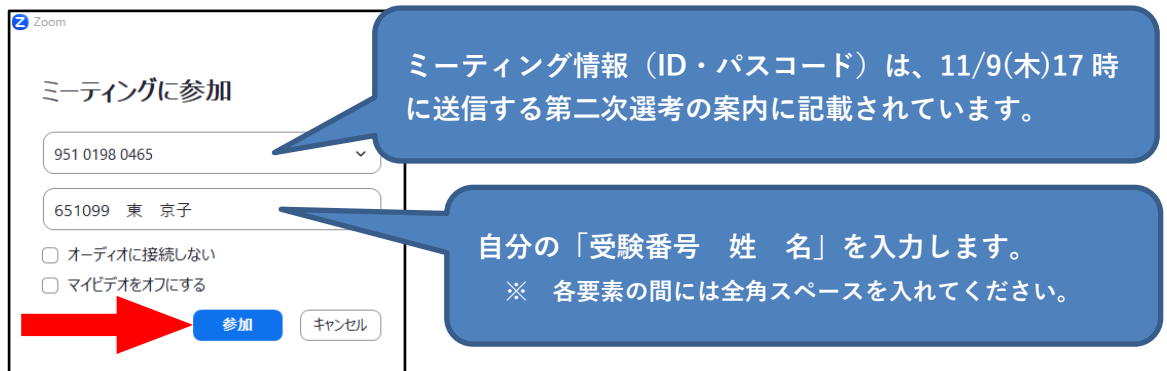 Zoom
ミーティングに参加
951 0198 0465
651099　東　京子
オーディオに接続しない
マイビデオをオフにする
参加
キャンセル
ミーティング情報（ID・パスコード）は、11/9(木)17 時
に送信する第二次選考の案内に記載されています。
自分の「受験番号　姓　名」を入力します。
※　各要素の間には全角スペースを入れてください。